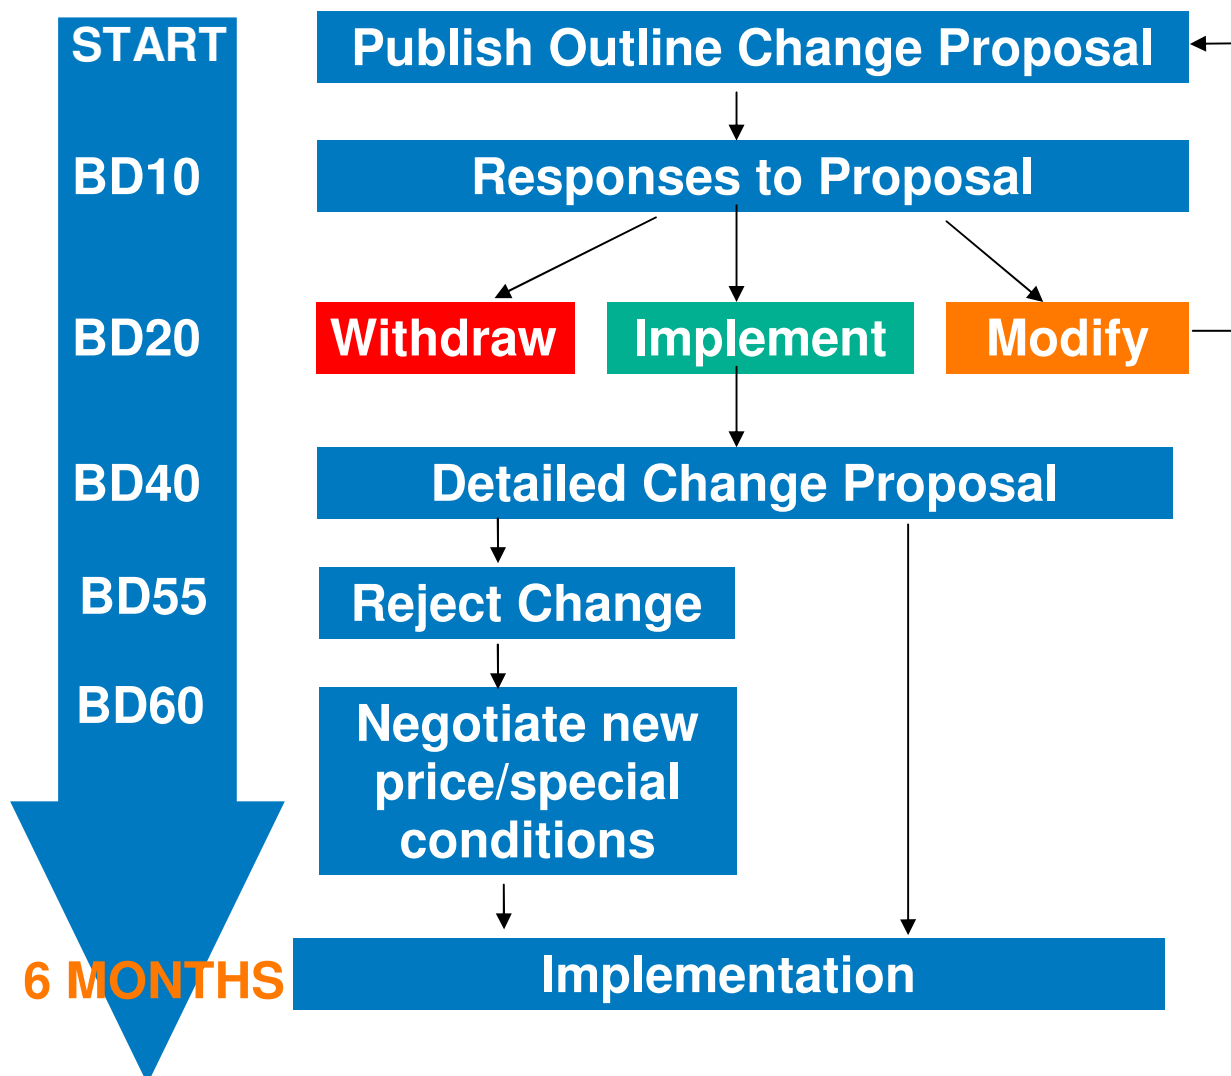 START
Publish Outline Change Proposal
BD10
Responses to Proposal
BD20
Withdraw
Implement
Modify
BD40
Detailed Change Proposal
BD55
Reject Change
BD60
Negotiate new
price/special
conditions
6 MONTHS
Implementation